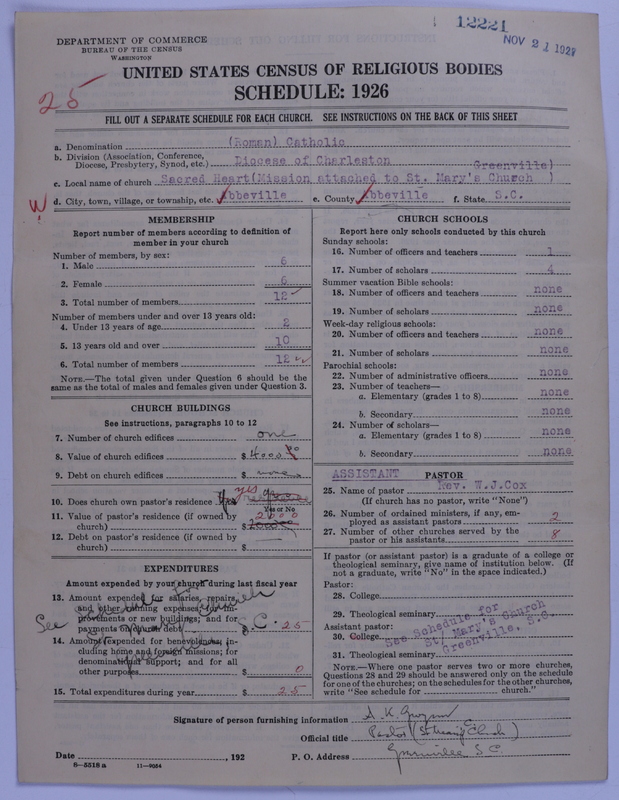 12221
NOV 21 1927
DEPARTMENT OF COMMERCE
BUREAU OF THE CENSUS
WASHINGTON
25
UNITED STATES CENSUS OF RELIGIOUS BODIES
SCHEDULE: 1926
FILL OUT A SEPARATE SCHEDULE FOR EACH CHURCH. SEE INSTRUCTIONS ON THE BACK OF THIS SHEET
a. Denomination (Roman) Catholic
b. Division (Association, Conference, Diocese, Presbytery, Synod, etc.) Diocese of Charleston
Greenville)
c. Local name of church Sacred Heart(Mission attached to St. Mary's Church )
W d. City, town, village, or township, etc. Abbeville e. County Abbeville f. State S.C.
MEMBERSHIP
Report number of members according to definition of
member in your church
Number of members, by sex:
1. Male 6
2. Female 6
3. Total number of members 12
Number of members under and over 13 years old:
4. Under 13 years of age 2
5. 13 years old and over 10
6. Total number of members 12
NOTE.—The total given under Question 6 should be the
same as the total of males and females given under Question 3.
CHURCH BUILDINGS
See instructions, paragraphs 10 to 12
7. Number of church edifices one
8. Value of church edifices $ 4000.00
9. Debt on church edifices $
10. Does church own pastor's residence yes
Yes or No
11. Value of pastor's residence (if owned by
church) $ 2000
12. Debt on pastor's residence (if owned by
church) $
EXPENDITURES
Amount expended by your church during last fiscal year
13. Amount expended for salaries, repairs,
and other running expenses; for im-
provements or new buildings; and for
payments on church debt $ 25
14. Amount expended for benevolences, in-
cluding home and foreign missions; for
denominational support; and for all
other purposes $ 0
15. Total expenditures during year $ 25
See Schedule for
St. Mary's Church
Greenville S.C.
CHURCH SCHOOLS
Report here only schools conducted by this church
Sunday schools:
16. Number of officers and teachers 1
17. Number of scholars 4
Summer vacation Bible schools:
18. Number of officers and teachers none
19. Number of scholars none
Week-day religious schools:
20. Number of officers and teachers none
21. Number of scholars none
Parochial schools:
22. Number of administrative officers none
23. Number of teachers—
a. Elementary (grades 1 to 8) none
b. Secondary none
24. Number of scholars—
a. Elementary (grades 1 to 8) none
b. Secondary none
ASSISTANT PASTOR
25. Name of pastor Rev. W.J.Cox
(If church has no pastor, write "None")
26. Number of ordained ministers, if any, em-
ployed as assistant pastors 2
27. Number of other churches served by the
pastor or his assistants 8
If pastor (or assistant pastor) is a graduate of a college or
theological seminary, give name of institution below. (If
not a graduate, write "No" in the space indicated.)
Pastor:
28. College
29. Theological seminary
Assistant pastor:
30. College
31. Theological seminary
See Schedule for
St. Mary's Church
Greenville, S.C.
NOTE.—Where one pastor serves two or more churches,
Questions 28 and 29 should be answered only on the schedule
for one of the churches; on the schedules for the other churches,
write "See schedule for church."
Signature of person furnishing information A. K. Gwynn
Official title Pastor
Date , 192 P. O. Address Greenville S.C.
8—5518 a 11—9054